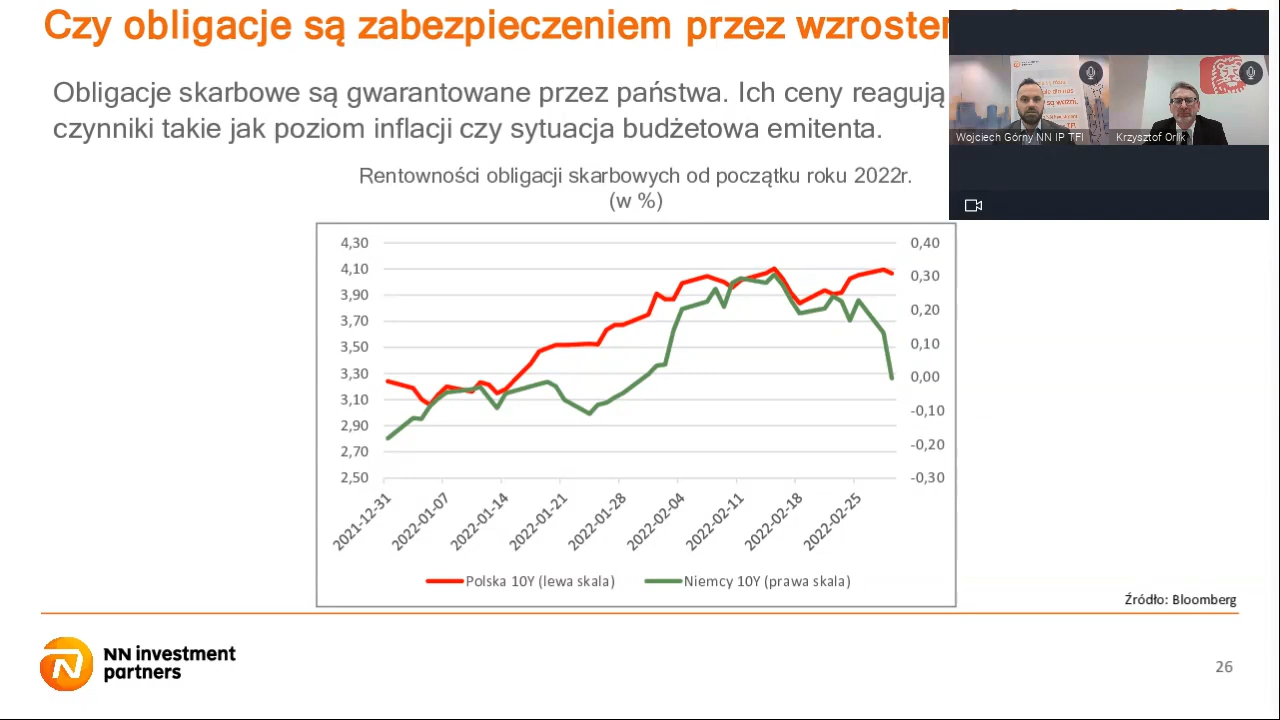 Czy obligacje są zabezpieczeniem przez wzrostem
Obligacje skarbowe są gwarantowane przez państwa. Ich ceny reagują
czynniki takie jak poziom inflacji czy sytuacja budżetowa emitenta.
Wojciech Górny NN IP TFI
Krzysztof Orlik
Rentowności obligacji skarbowych od początku roku 2022r.
(w %)
4,30
4,10
3,90
3,70
3,50
3,30
3,10
2,90
2,70
2,50
0,40
0,30
0,20
0,10
0,00
-0,10
-0,20
-0,30
2021-12-31
2022-01-07
2022-01-14
2022-01-21
2022-01-28
2022-02-04
2022-02-11
2022-02-18
2022-02-25
Polska 10Y (lewa skala)
Niemcy 10Y (prawa skala)
Źródło: Bloomberg
NN investment
partners
26